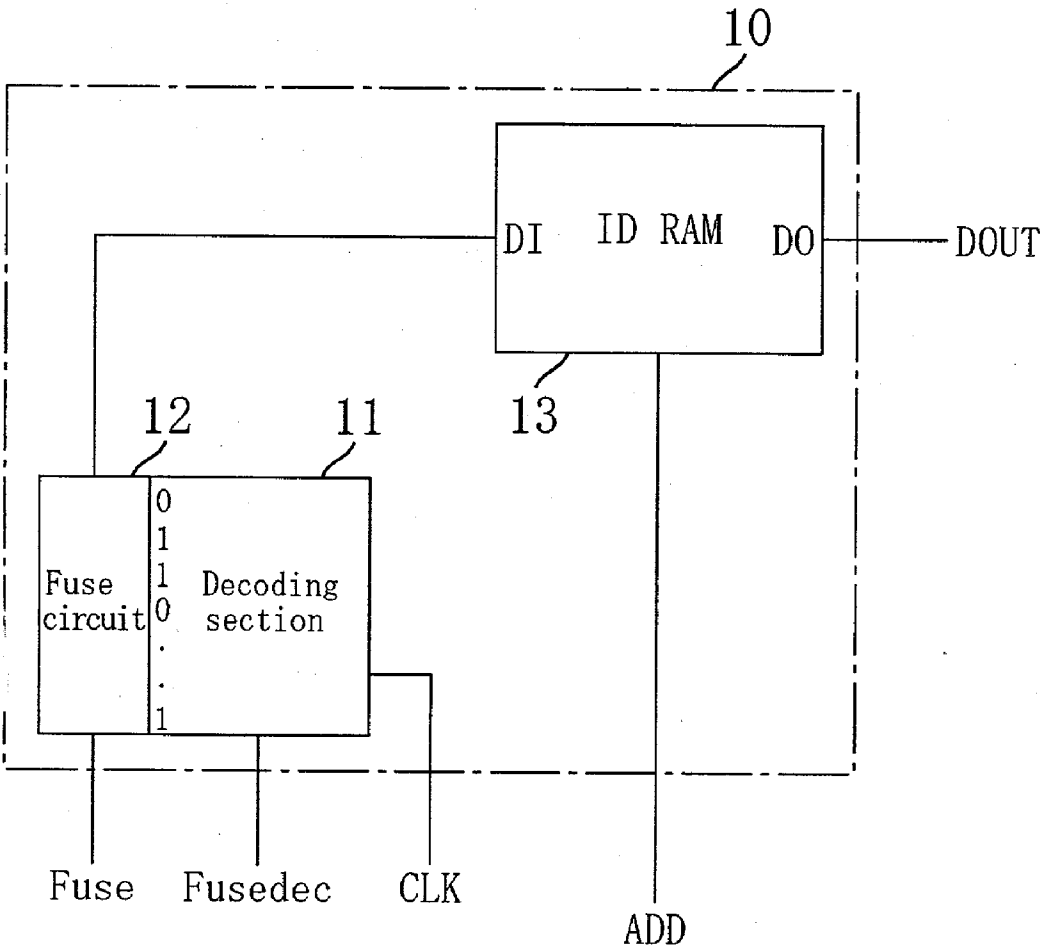 10
DI
ID RAM
DO
DOUT
13
12
11
0
1
1
0
.
.
1
Fuse
circuit
Decoding
section
Fuse
Fusedec
CLK
ADD